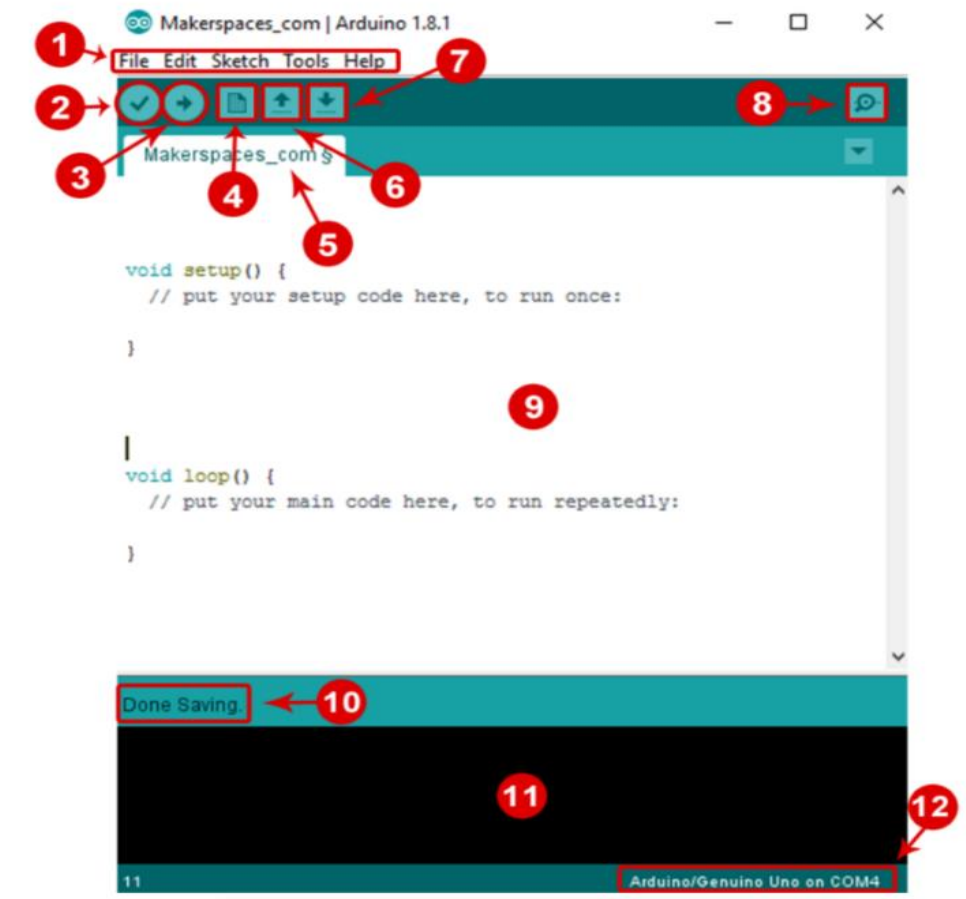 Makerspaces_com | Arduino 1.8.1
1
File Edit Sketch Tools Help
7
2
8
3
4
6
Makerspaces_com §
5
void setup() {
// put your setup code here, to run once:
}
9
void loop() {
// put your main code here, to run repeatedly:
}
Done Saving.
10
11
12
11
Arduino/Genuino Uno on COM4